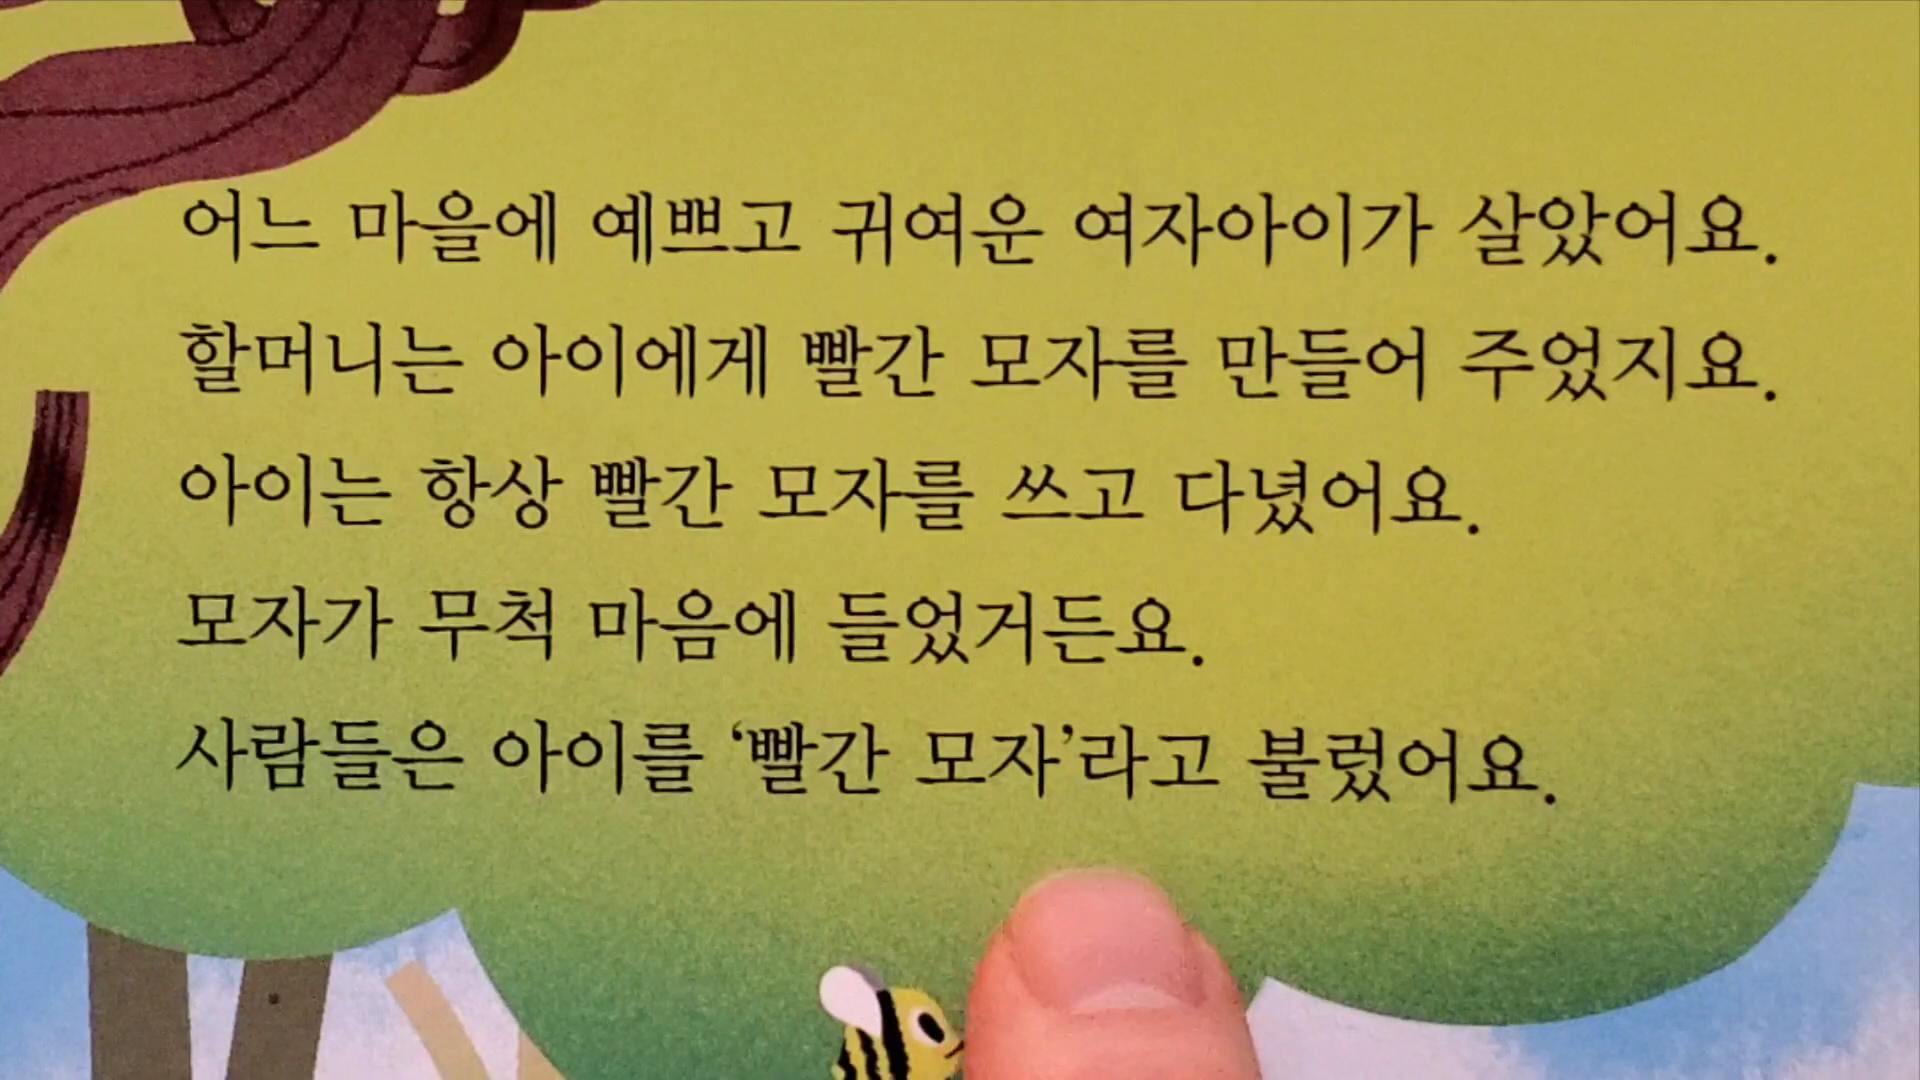 어느 마을에 예쁘고 귀여운 여자아이가 살았어요.
할머니는 아이에게 빨간 모자를 만들어 주었지요.
아이는 항상 빨간 모자를 쓰고 다녔어요.
모자가 무척 마음에 들었거든요.
사람들은 아이를 ‘빨간 모자’라고 불렀어요.